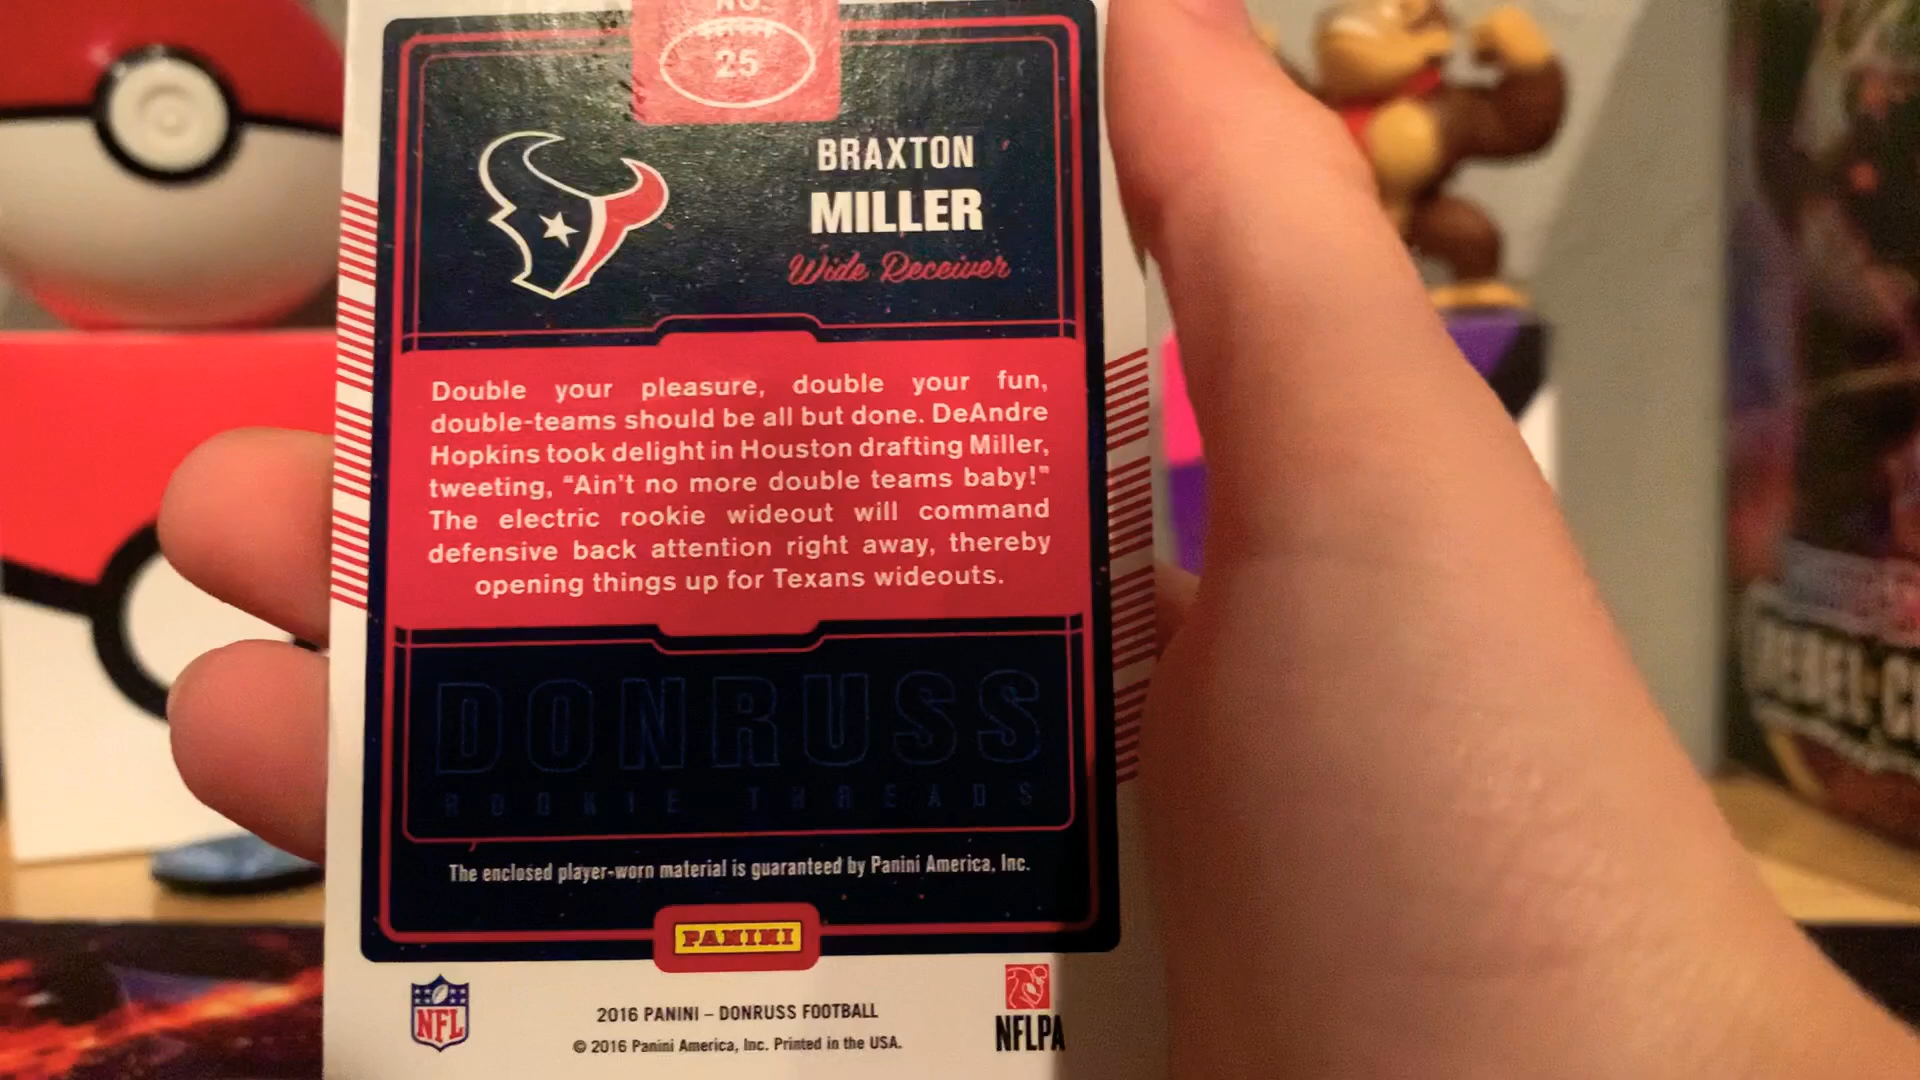 NO.
25
BRAXTON
MILLER
Wide Receiver
Double your pleasure, double your fun,
double-teams should be all but done. DeAndre
Hopkins took delight in Houston drafting Miller,
tweeting, "Ain't no more double teams baby!"
The electric rookie wideout will command
defensive back attention right away, thereby
opening things up for Texans wideouts.
DONRUSS
ROOKIE THREADS
The enclosed player-worn material is guaranteed by Panini America, Inc.
PANINI
NFL
2016 PANINI – DONRUSS FOOTBALL
© 2016 Panini America, Inc. Printed in the USA.
NFLPA